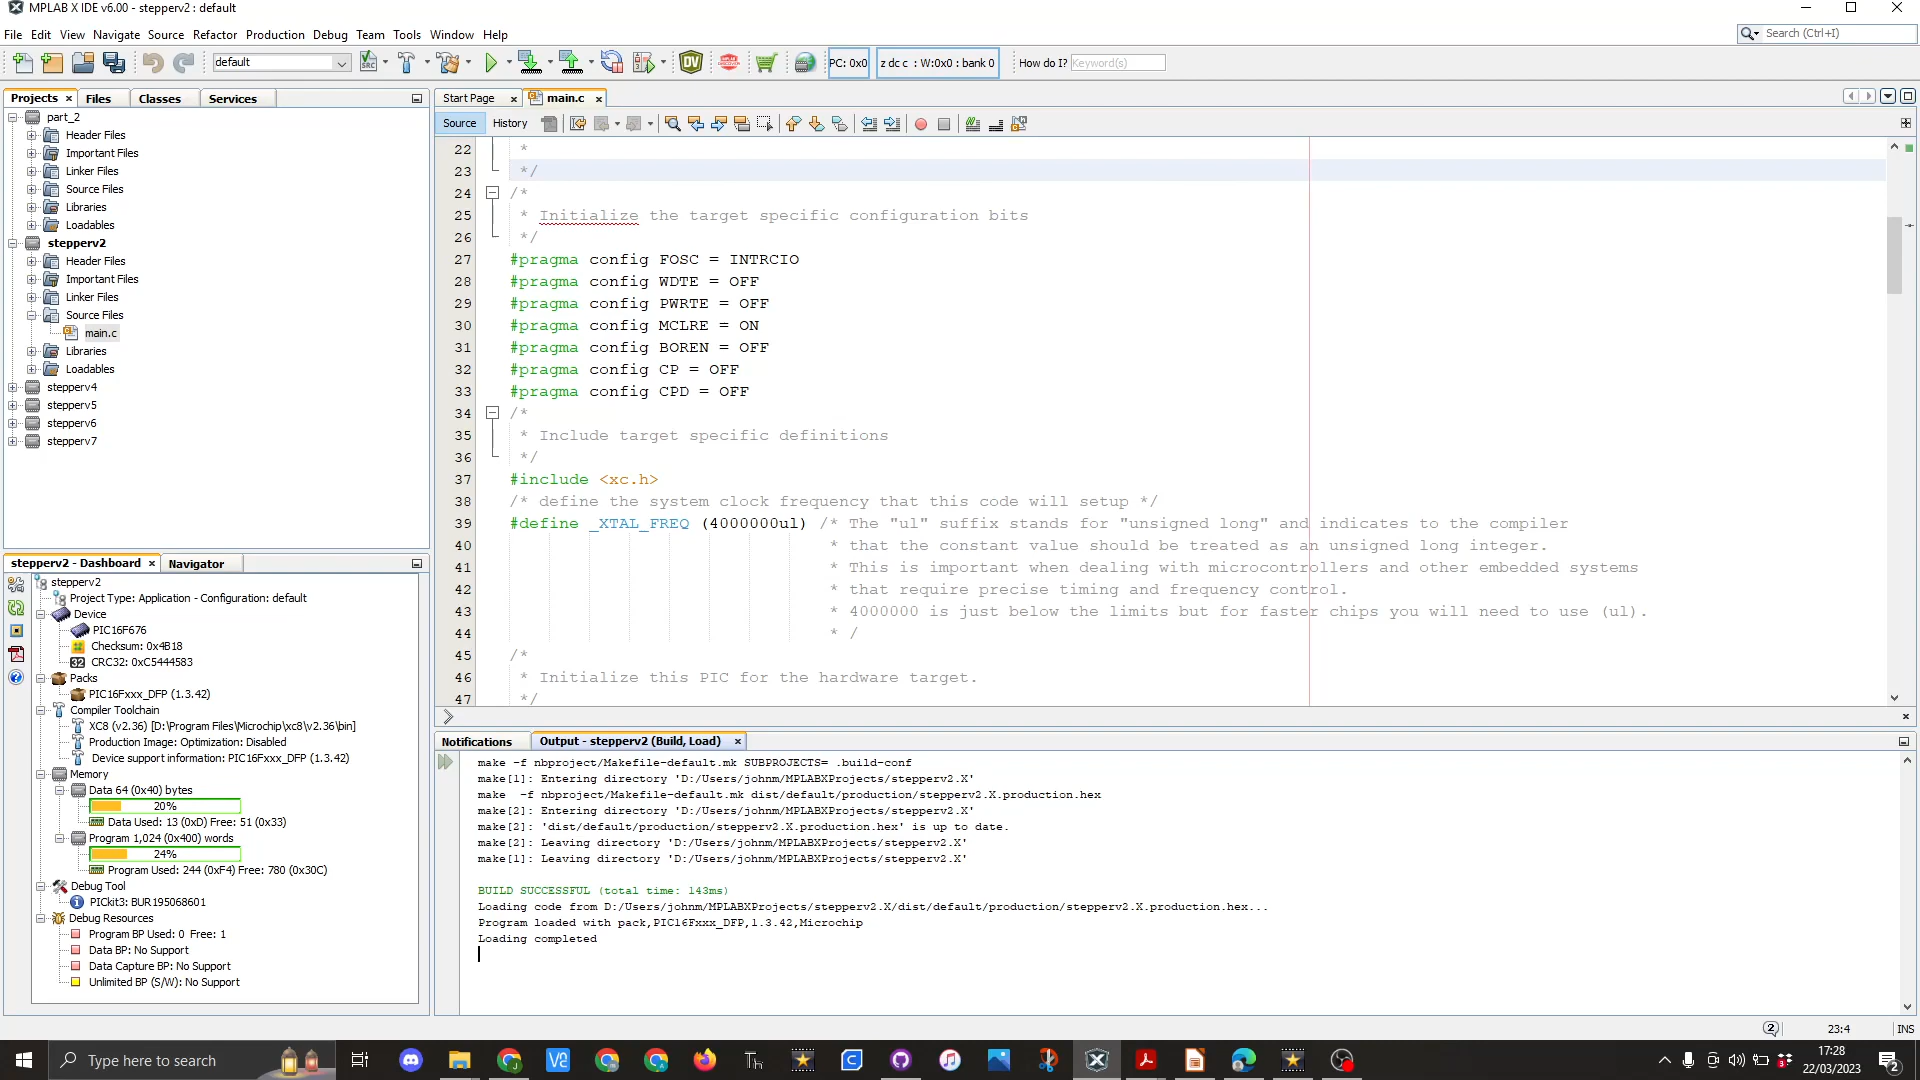 MPLAB X IDE v6.00 - stepperv2 : default
File Edit View Navigate Source Refactor Production Debug Team Tools Window Help
Search (Ctrl+I)
default
PC: 0x0
z dc c : W:0x0 : bank 0
How do I? Keyword(s)
Projects Files Classes Services
Start Page main.c
Source History
part_2
Header Files
Important Files
Linker Files
Source Files
Libraries
Loadables
stepperv2
Header Files
Important Files
Linker Files
Source Files
main.c
Libraries
Loadables
stepperv4
stepperv5
stepperv6
stepperv7
22 *
23 */
24 /*
25 * Initialize the target specific configuration bits
26 */
27 #pragma config FOSC = INTRCIO
28 #pragma config WDTE = OFF
29 #pragma config PWRTE = OFF
30 #pragma config MCLRE = ON
31 #pragma config BOREN = OFF
32 #pragma config CP = OFF
33 #pragma config CPD = OFF
34 /*
35 * Include target specific definitions
36 */
37 #include <xc.h>
38 /* define the system clock frequency that this code will setup */
39 #define _XTAL_FREQ (4000000ul) /* The "ul" suffix stands for "unsigned long" and indicates to the compiler
40 * that the constant value should be treated as an unsigned long integer.
41 * This is important when dealing with microcontrollers and other embedded systems
42 * that require precise timing and frequency control.
43 * 4000000 is just below the limits but for faster chips you will need to use (ul).
44 * /
45 /*
46 * Initialize this PIC for the hardware target.
47 */
stepperv2 - Dashboard Navigator
stepperv2
Project Type: Application - Configuration: default
Device
PIC16F676
Checksum: 0x4B18
CRC32: 0xC5444583
Packs
PIC16Fxxx_DFP (1.3.42)
Compiler Toolchain
XC8 (v2.36) [D:\Program Files\Microchip\xc8\v2.36\bin]
Production Image: Optimization: Disabled
Device support information: PIC16Fxxx_DFP (1.3.42)
Memory
Data 64 (0x40) bytes
20%
Data Used: 13 (0xD) Free: 51 (0x33)
Program 1,024 (0x400) words
24%
Program Used: 244 (0xF4) Free: 780 (0x30C)
Debug Tool
PICkit3: BUR195068601
Debug Resources
Program BP Used: 0 Free: 1
Data BP: No Support
Data Capture BP: No Support
Unlimited BP (S/W): No Support
Notifications Output - stepperv2 (Build, Load)
make -f nbproject/Makefile-default.mk SUBPROJECTS= .build-conf
make[1]: Entering directory 'D:/Users/johnm/MPLABXProjects/stepperv2.X'
make  -f nbproject/Makefile-default.mk dist/default/production/stepperv2.X.production.hex
make[2]: Entering directory 'D:/Users/johnm/MPLABXProjects/stepperv2.X'
make[2]: 'dist/default/production/stepperv2.X.production.hex' is up to date.
make[2]: Leaving directory 'D:/Users/johnm/MPLABXProjects/stepperv2.X'
make[1]: Leaving directory 'D:/Users/johnm/MPLABXProjects/stepperv2.X'
BUILD SUCCESSFUL (total time: 143ms)
Loading code from D:/Users/johnm/MPLABXProjects/stepperv2.X/dist/default/production/stepperv2.X.production.hex...
Program loaded with pack,PIC16Fxxx_DFP,1.3.42,Microchip
Loading completed
2
23:4
INS
Type here to search
17:28
22/03/2023
2